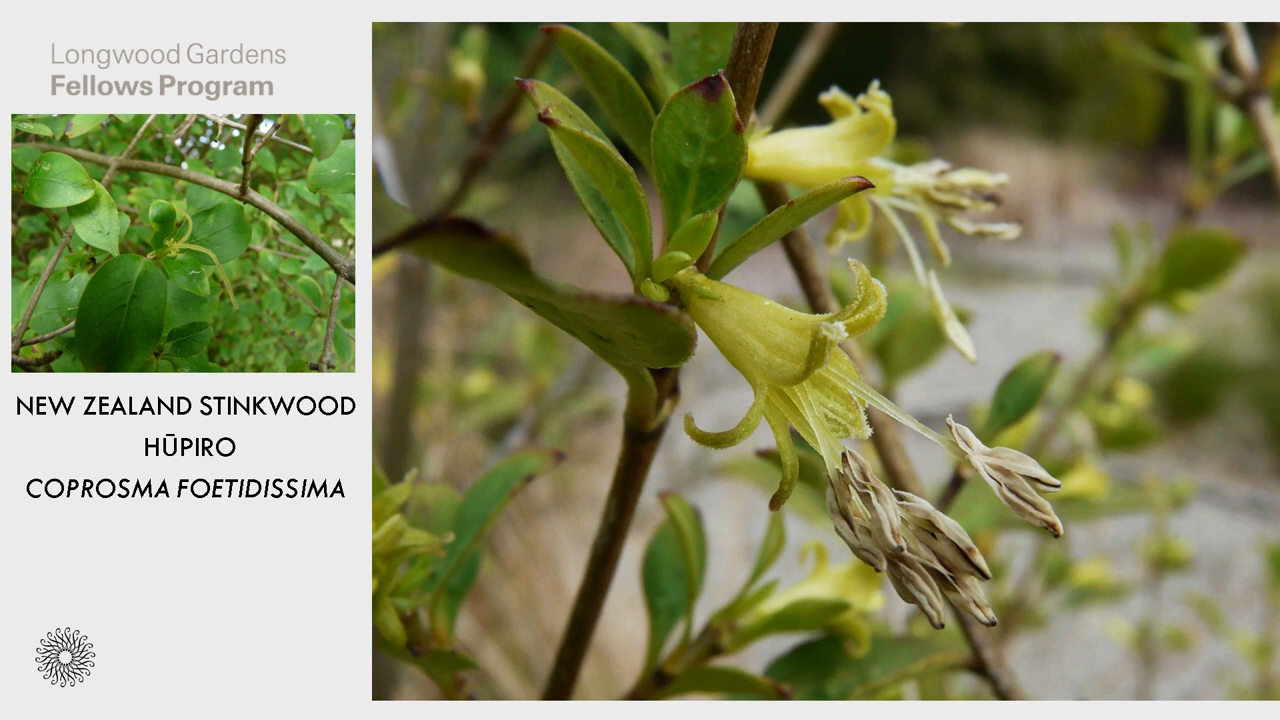 Longwood Gardens
Fellows Program
NEW ZEALAND STINKWOOD
HŪPIRO
COPROSMA FOETIDISSIMA